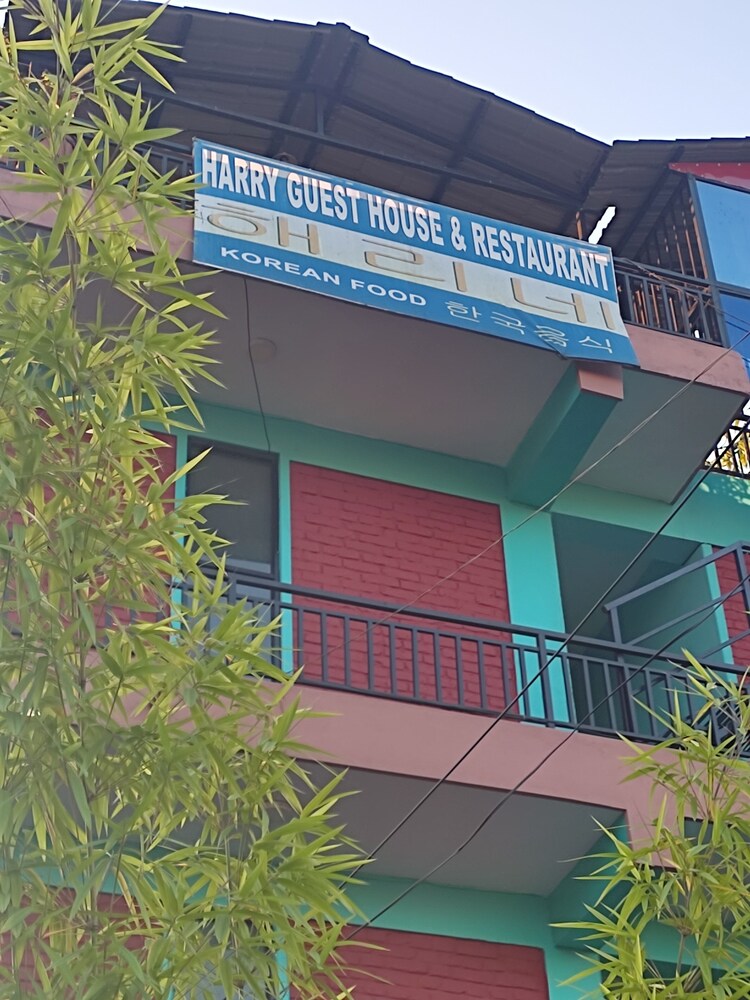 HARRY GUEST HOUSE & RESTAURANT
해리네
KOREAN FOOD 한국음식